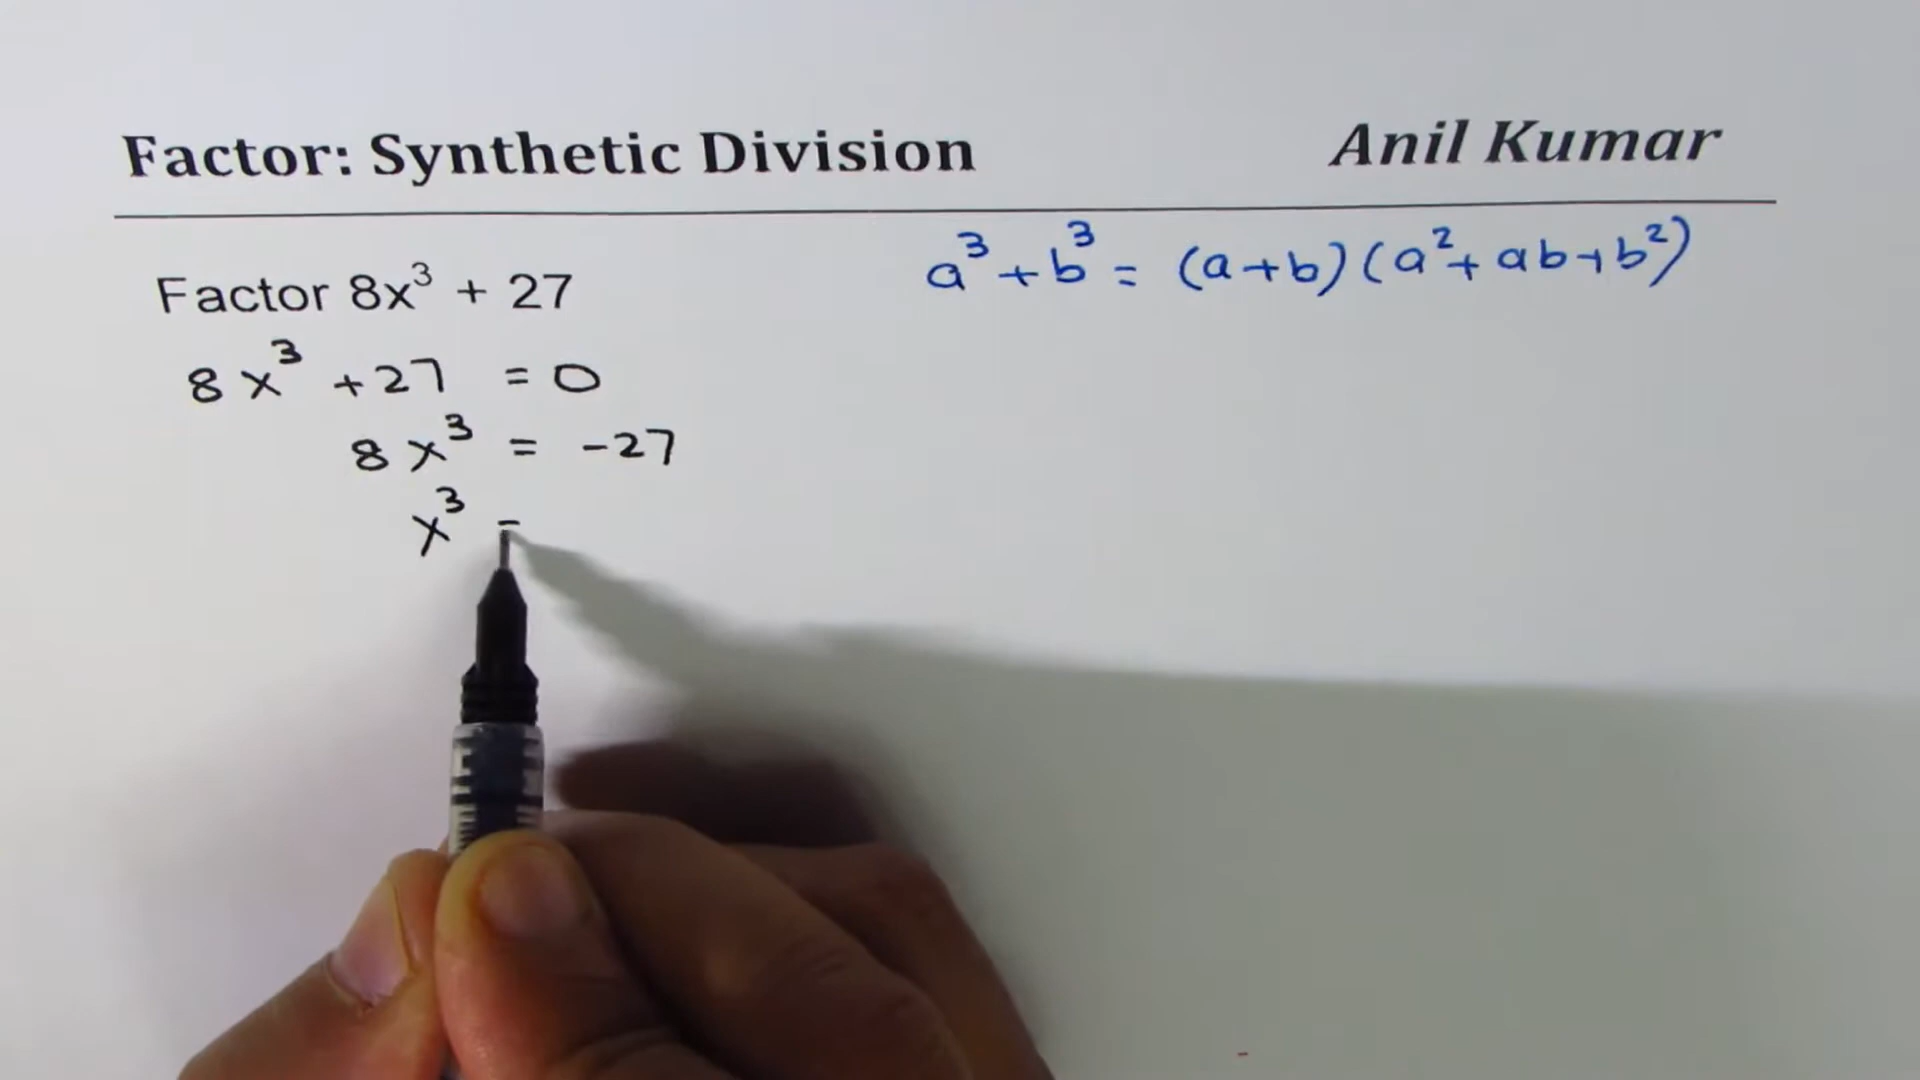 Factor: Synthetic Division
Anil Kumar
Factor 8x³ + 27
a³ + b³ = (a+b)(a²+ab+b²)
8x³ +27 = 0
8x³ = -27
x³ =